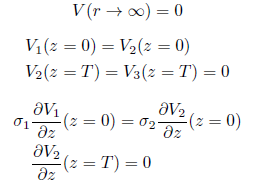 V(r → ∞) = 0
V₁(z = 0) = V₂(z = 0)
V₂(z = T) = V₃(z = T) = 0
σ₁ ∂V₁/∂z (z = 0) = σ₂ ∂V₂/∂z (z = 0)
∂V₂/∂z (z = T) = 0